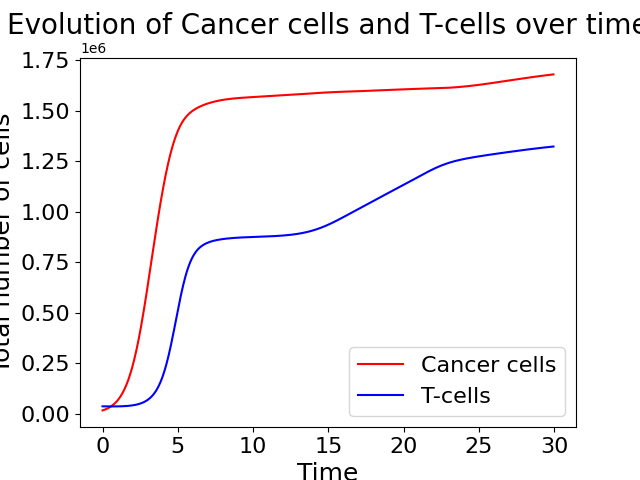 Evolution of Cancer cells and T-cells over time
1e6
Total number of cells
1.75
1.50
1.25
1.00
0.75
0.50
0.25
0.00
0 5 10 15 20 25 30
Time
Cancer cells
T-cells